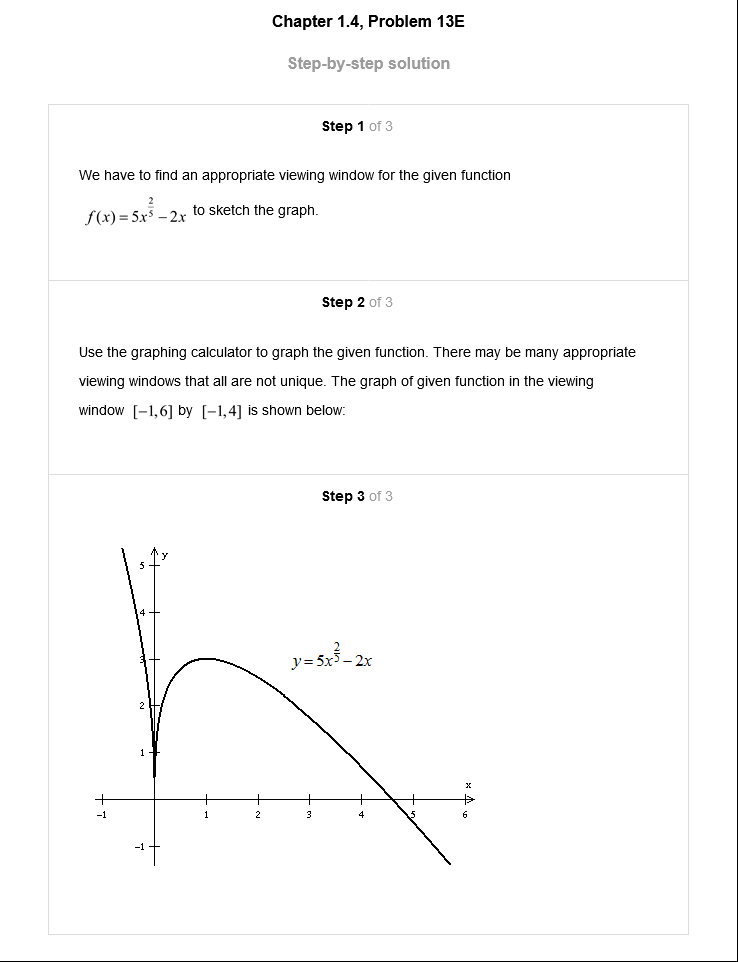 Chapter 1.4, Problem 13E
Step-by-step solution
Step 1 of 3
We have to find an appropriate viewing window for the given function
f(x) = 5x^(2/5) − 2x to sketch the graph.
Step 2 of 3
Use the graphing calculator to graph the given function. There may be many appropriate
viewing windows that all are not unique. The graph of given function in the viewing
window [−1,6] by [−1,4] is shown below:
Step 3 of 3
y
5
4
3
y = 5x^(2/5) − 2x
2
1
x
−1 1 2 3 4 5 6
−1